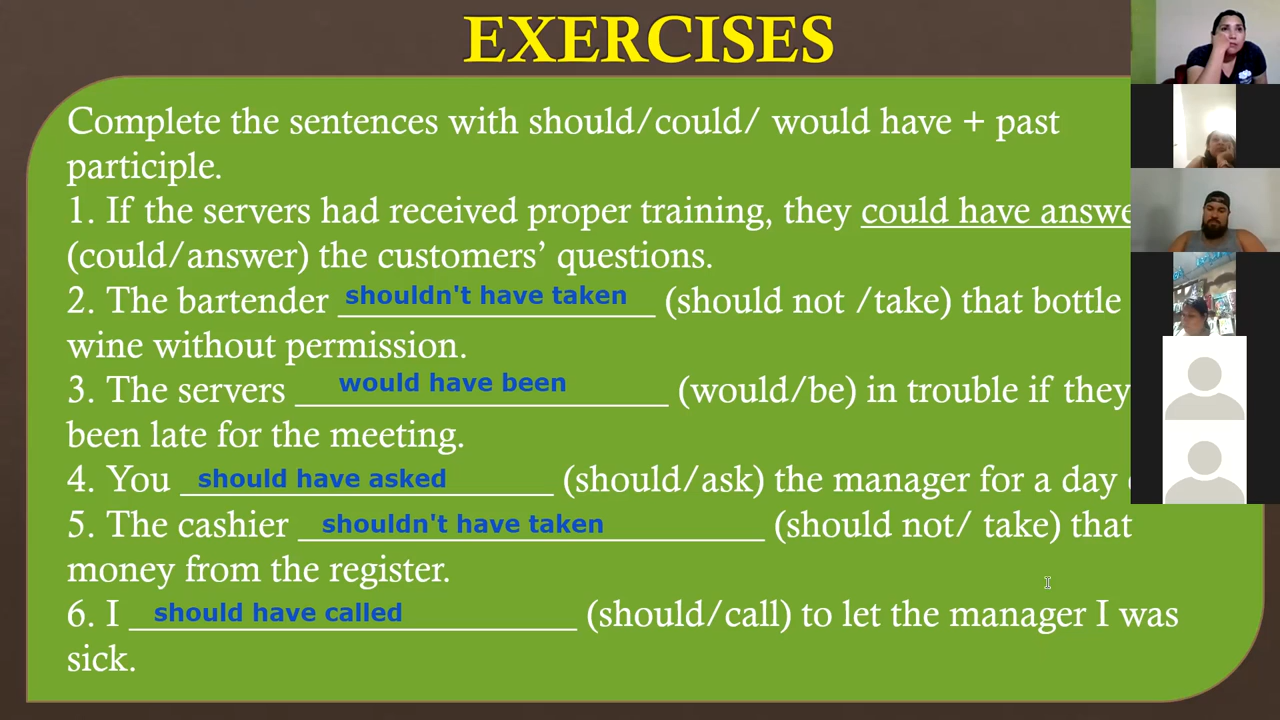 EXERCISES
Complete the sentences with should/could/ would have + past
participle.
1. If the servers had received proper training, they could have
(could/answer) the customers’ questions.
2. The bartender shouldn't have taken (should not /take) that bottle
wine without permission.
3. The servers would have been (would/be) in trouble if they
been late for the meeting.
4. You should have asked (should/ask) the manager for a day
5. The cashier shouldn't have taken (should not/ take) that
money from the register.
6. I should have called (should/call) to let the manager I was
sick.